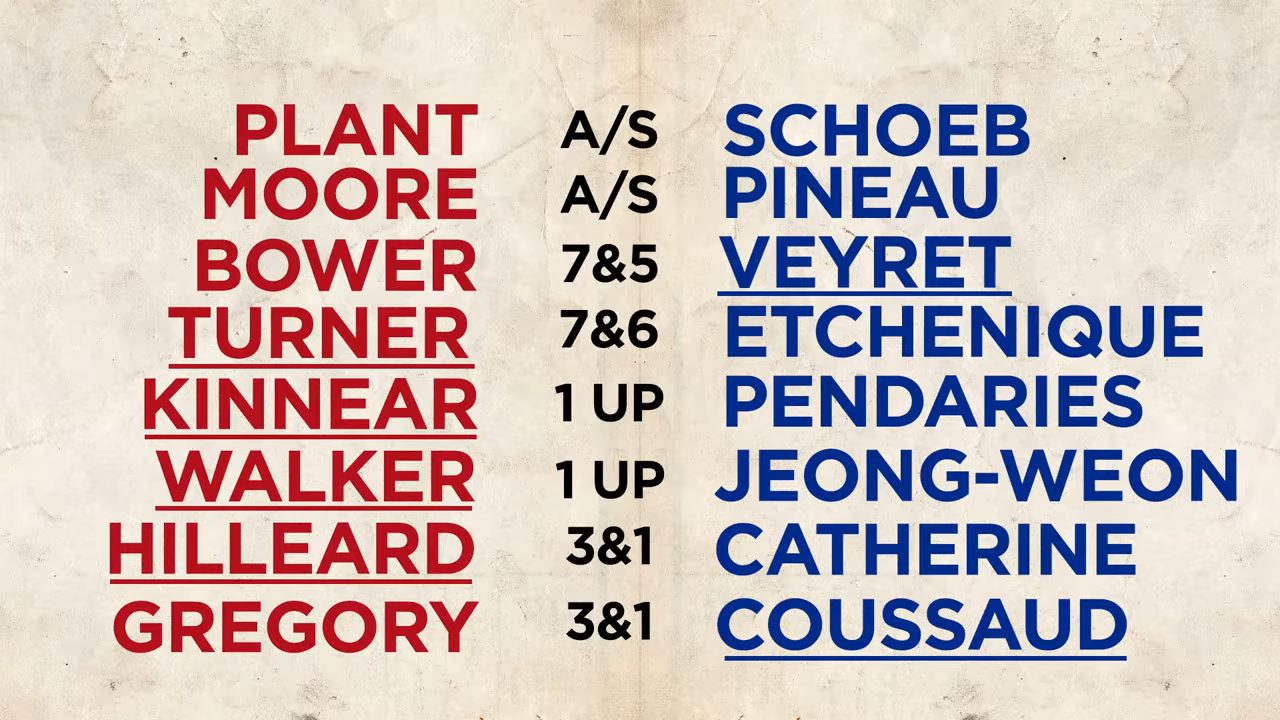 PLANT A/S SCHOEB
MOORE A/S PINEAU
BOWER 7&5 VEYRET
TURNER 7&6 ETCHENIQUE
KINNEAR 1 UP PENDARIES
WALKER 1 UP JEONG-WEON
HILLEARD 3&1 CATHERINE
GREGORY 3&1 COUSSAUD